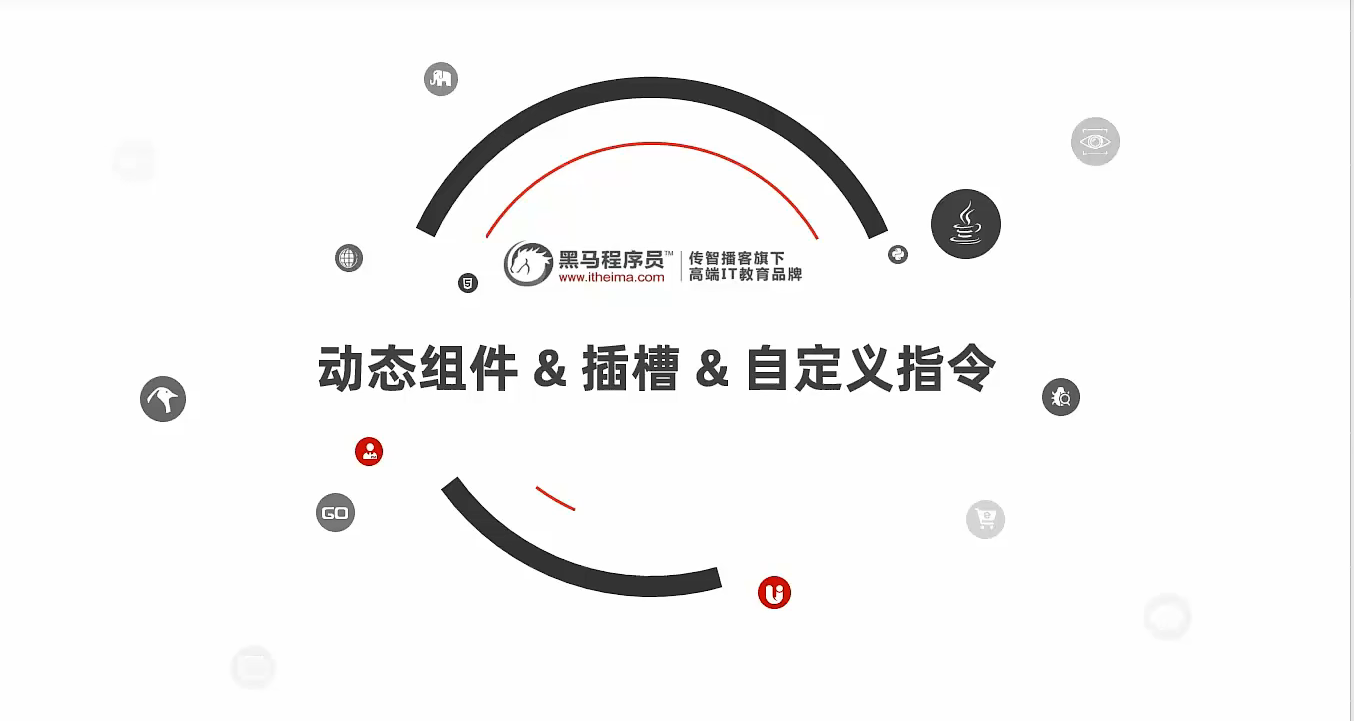 黑马程序员™
www.itheima.com
传智播客旗下
高端IT教育品牌
动态组件 & 插槽 & 自定义指令
GO